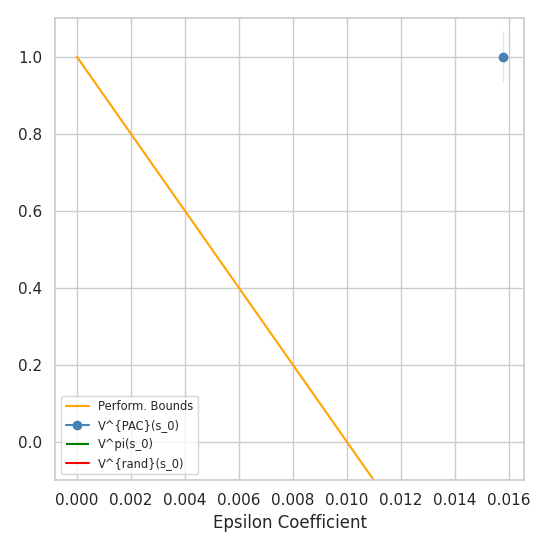 1.0
0.8
0.6
0.4
0.2
0.0
Perform. Bounds
V^{PAC}(s_0)
V^pi(s_0)
V^{rand}(s_0)
0.000 0.002 0.004 0.006 0.008 0.010 0.012 0.014 0.016
Epsilon Coefficient